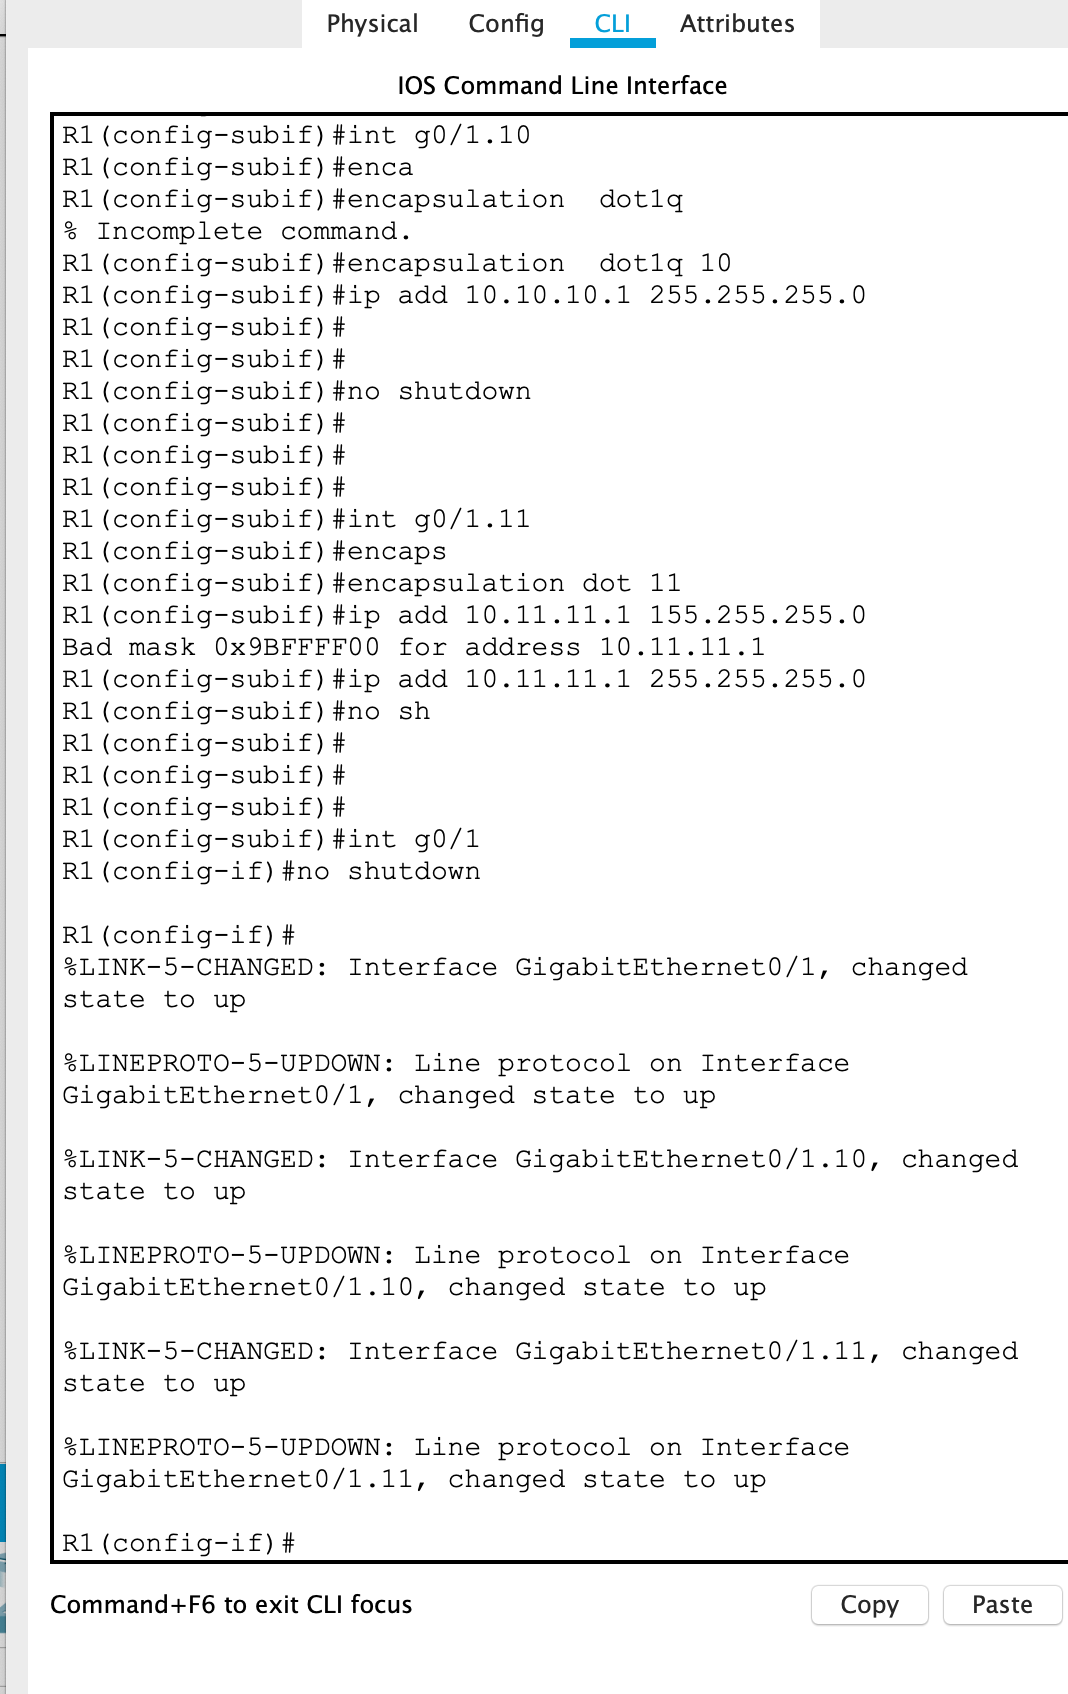 Physical Config CLI Attributes
IOS Command Line Interface
R1(config-subif)#int g0/1.10
R1(config-subif)#enca
R1(config-subif)#encapsulation  dot1q
% Incomplete command.
R1(config-subif)#encapsulation  dot1q 10
R1(config-subif)#ip add 10.10.10.1 255.255.255.0
R1(config-subif)#
R1(config-subif)#
R1(config-subif)#no shutdown
R1(config-subif)#
R1(config-subif)#
R1(config-subif)#
R1(config-subif)#int g0/1.11
R1(config-subif)#encaps
R1(config-subif)#encapsulation dot 11
R1(config-subif)#ip add 10.11.11.1 155.255.255.0
Bad mask 0x9BFFFF00 for address 10.11.11.1
R1(config-subif)#ip add 10.11.11.1 255.255.255.0
R1(config-subif)#no sh
R1(config-subif)#
R1(config-subif)#
R1(config-subif)#
R1(config-subif)#int g0/1
R1(config-if)#no shutdown
R1(config-if)#
%LINK-5-CHANGED: Interface GigabitEthernet0/1, changed
state to up
%LINEPROTO-5-UPDOWN: Line protocol on Interface
GigabitEthernet0/1, changed state to up
%LINK-5-CHANGED: Interface GigabitEthernet0/1.10, changed
state to up
%LINEPROTO-5-UPDOWN: Line protocol on Interface
GigabitEthernet0/1.10, changed state to up
%LINK-5-CHANGED: Interface GigabitEthernet0/1.11, changed
state to up
%LINEPROTO-5-UPDOWN: Line protocol on Interface
GigabitEthernet0/1.11, changed state to up
R1(config-if)#
Command+F6 to exit CLI focus Copy Paste